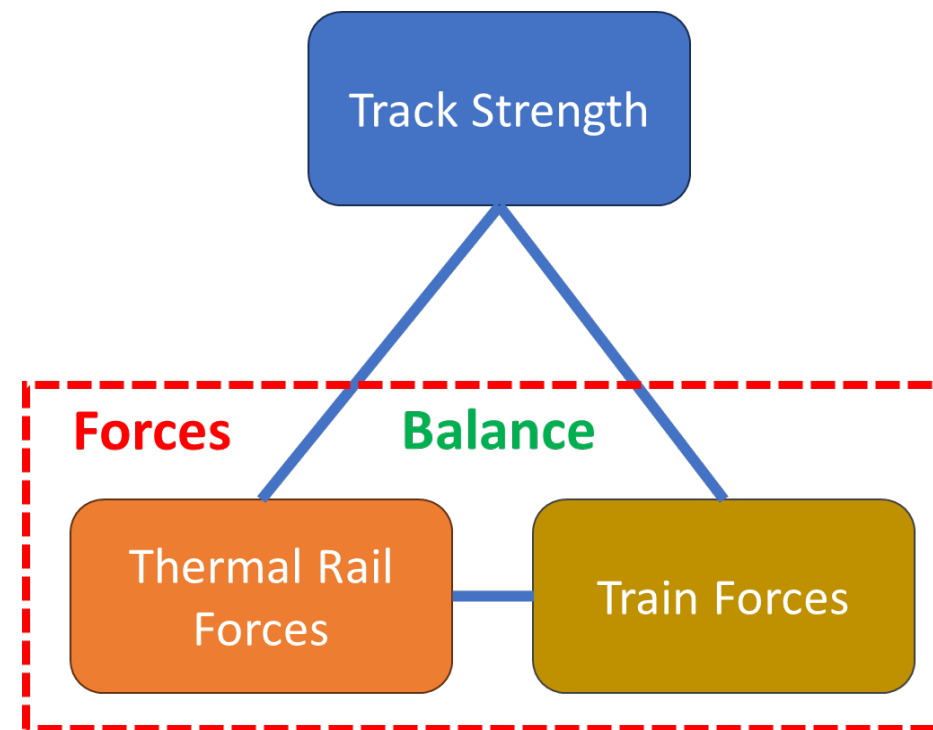 Track Strength
Forces
Balance
Thermal Rail
Forces
Train Forces